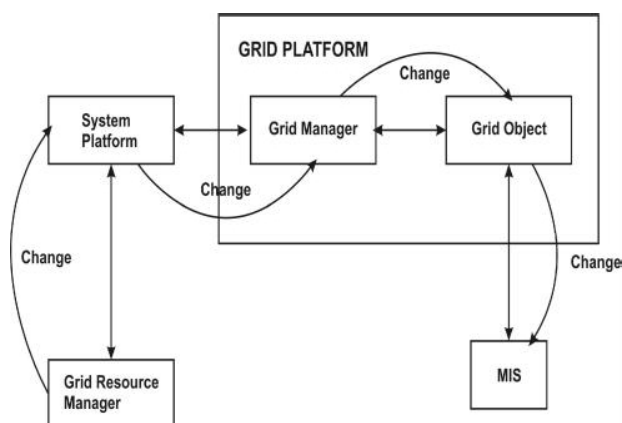 GRID PLATFORM
Change
System
Platform
Grid Manager
Grid Object
Change
Change
Change
Grid Resource
Manager
MIS